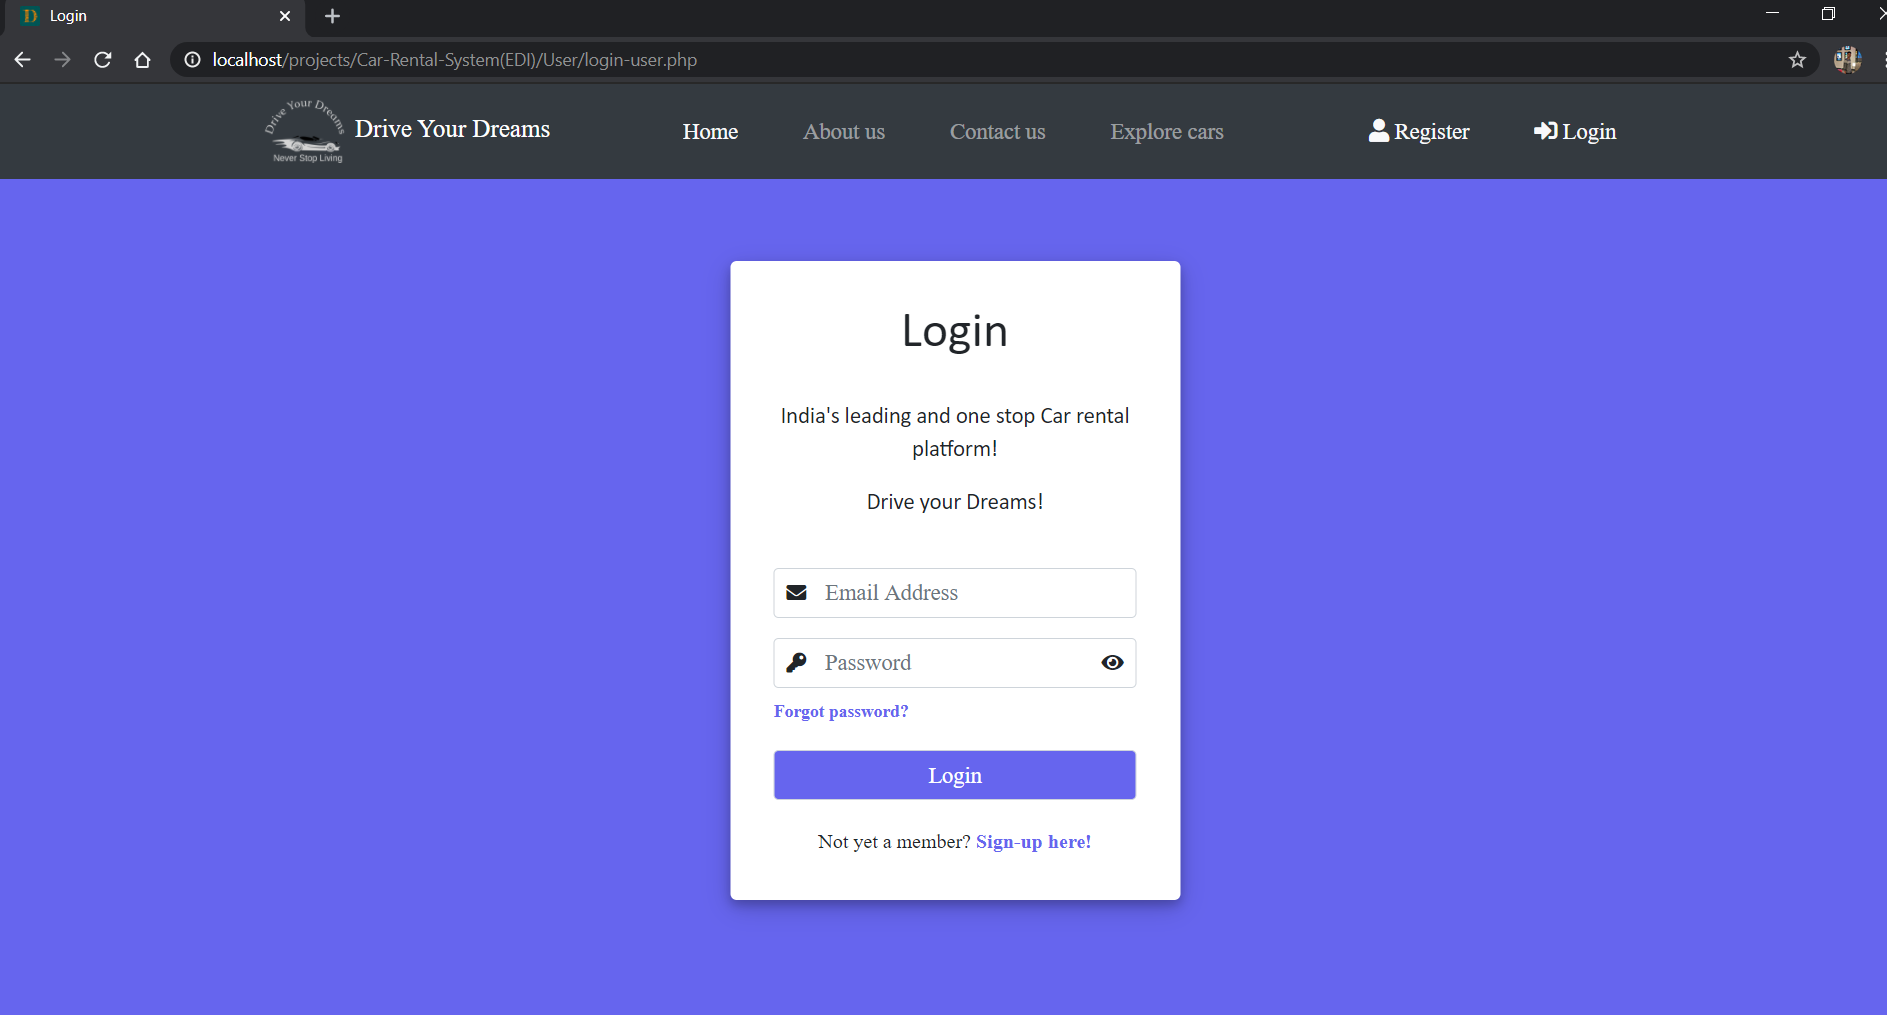 D Login
localhost/projects/Car-Rental-System(EDI)/User/login-user.php
Drive Your Dreams
Never Stop Living
Drive Your Dreams
Home About us Contact us Explore cars Register Login
Login
India's leading and one stop Car rental
platform!
Drive your Dreams!
Email Address
Password
Forgot password?
Login
Not yet a member? Sign-up here!